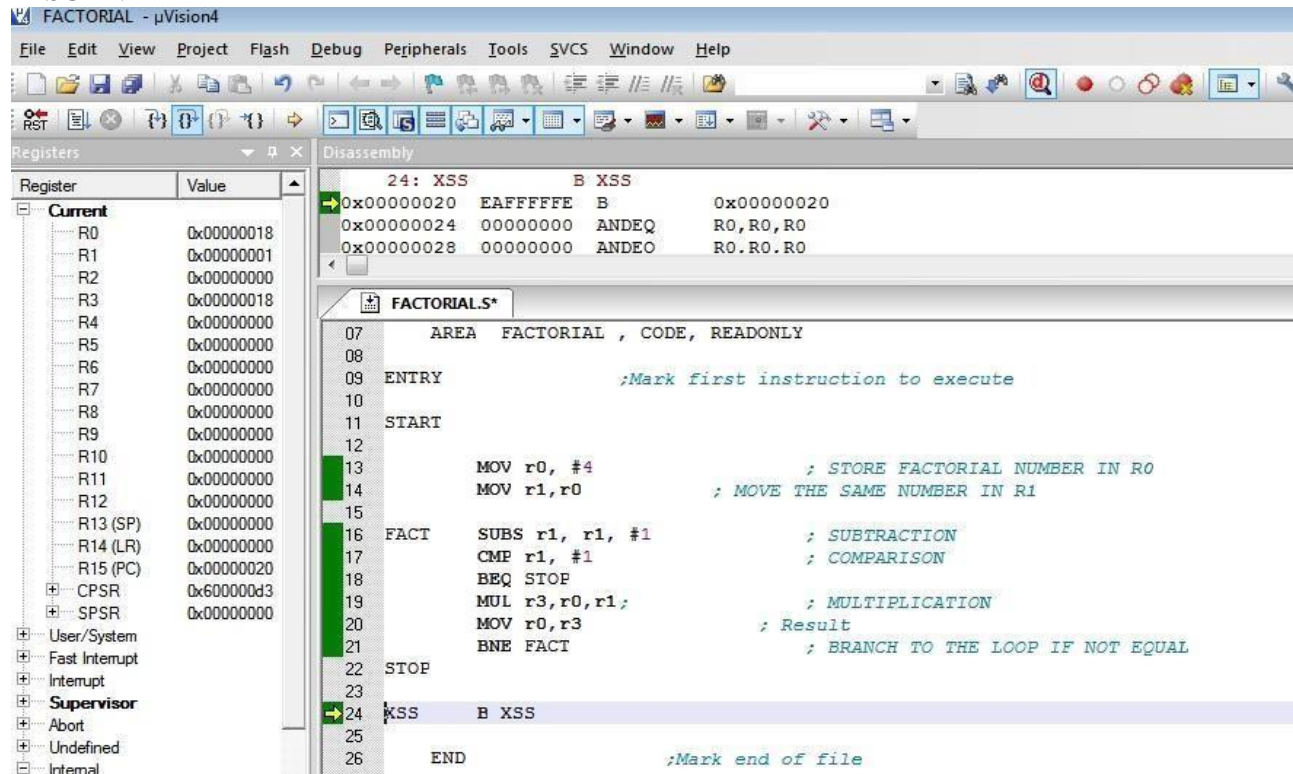 FACTORIAL - µVision4
File Edit View Project Flash Debug Peripherals Tools SVCS Window Help
RST
Registers
Register Value
Current
R0 0x00000018
R1 0x00000001
R2 0x00000000
R3 0x00000018
R4 0x00000000
R5 0x00000000
R6 0x00000000
R7 0x00000000
R8 0x00000000
R9 0x00000000
R10 0x00000000
R11 0x00000000
R12 0x00000000
R13 (SP) 0x00000000
R14 (LR) 0x00000000
R15 (PC) 0x00000020
CPSR 0x600000d3
SPSR 0x00000000
User/System
Fast Interrupt
Interrupt
Supervisor
Abort
Undefined
Internal
Disassembly
24: XSS B XSS
0x00000020 EAFFFFFE B 0x00000020
0x00000024 00000000 ANDEQ R0,R0,R0
0x00000028 00000000 ANDEQ R0,R0,R0
FACTORIAL.S*
07 AREA FACTORIAL , CODE, READONLY
08
09 ENTRY ;Mark first instruction to execute
10
11 START
12
13 MOV r0, #4 ; STORE FACTORIAL NUMBER IN R0
14 MOV r1,r0 ; MOVE THE SAME NUMBER IN R1
15
16 FACT SUBS r1, r1, #1 ; SUBTRACTION
17 CMP r1, #1 ; COMPARISON
18 BEQ STOP
19 MUL r3,r0,r1; ; MULTIPLICATION
20 MOV r0,r3 ; Result
21 BNE FACT ; BRANCH TO THE LOOP IF NOT EQUAL
22 STOP
23
24 XSS B XSS
25
26 END ;Mark end of file